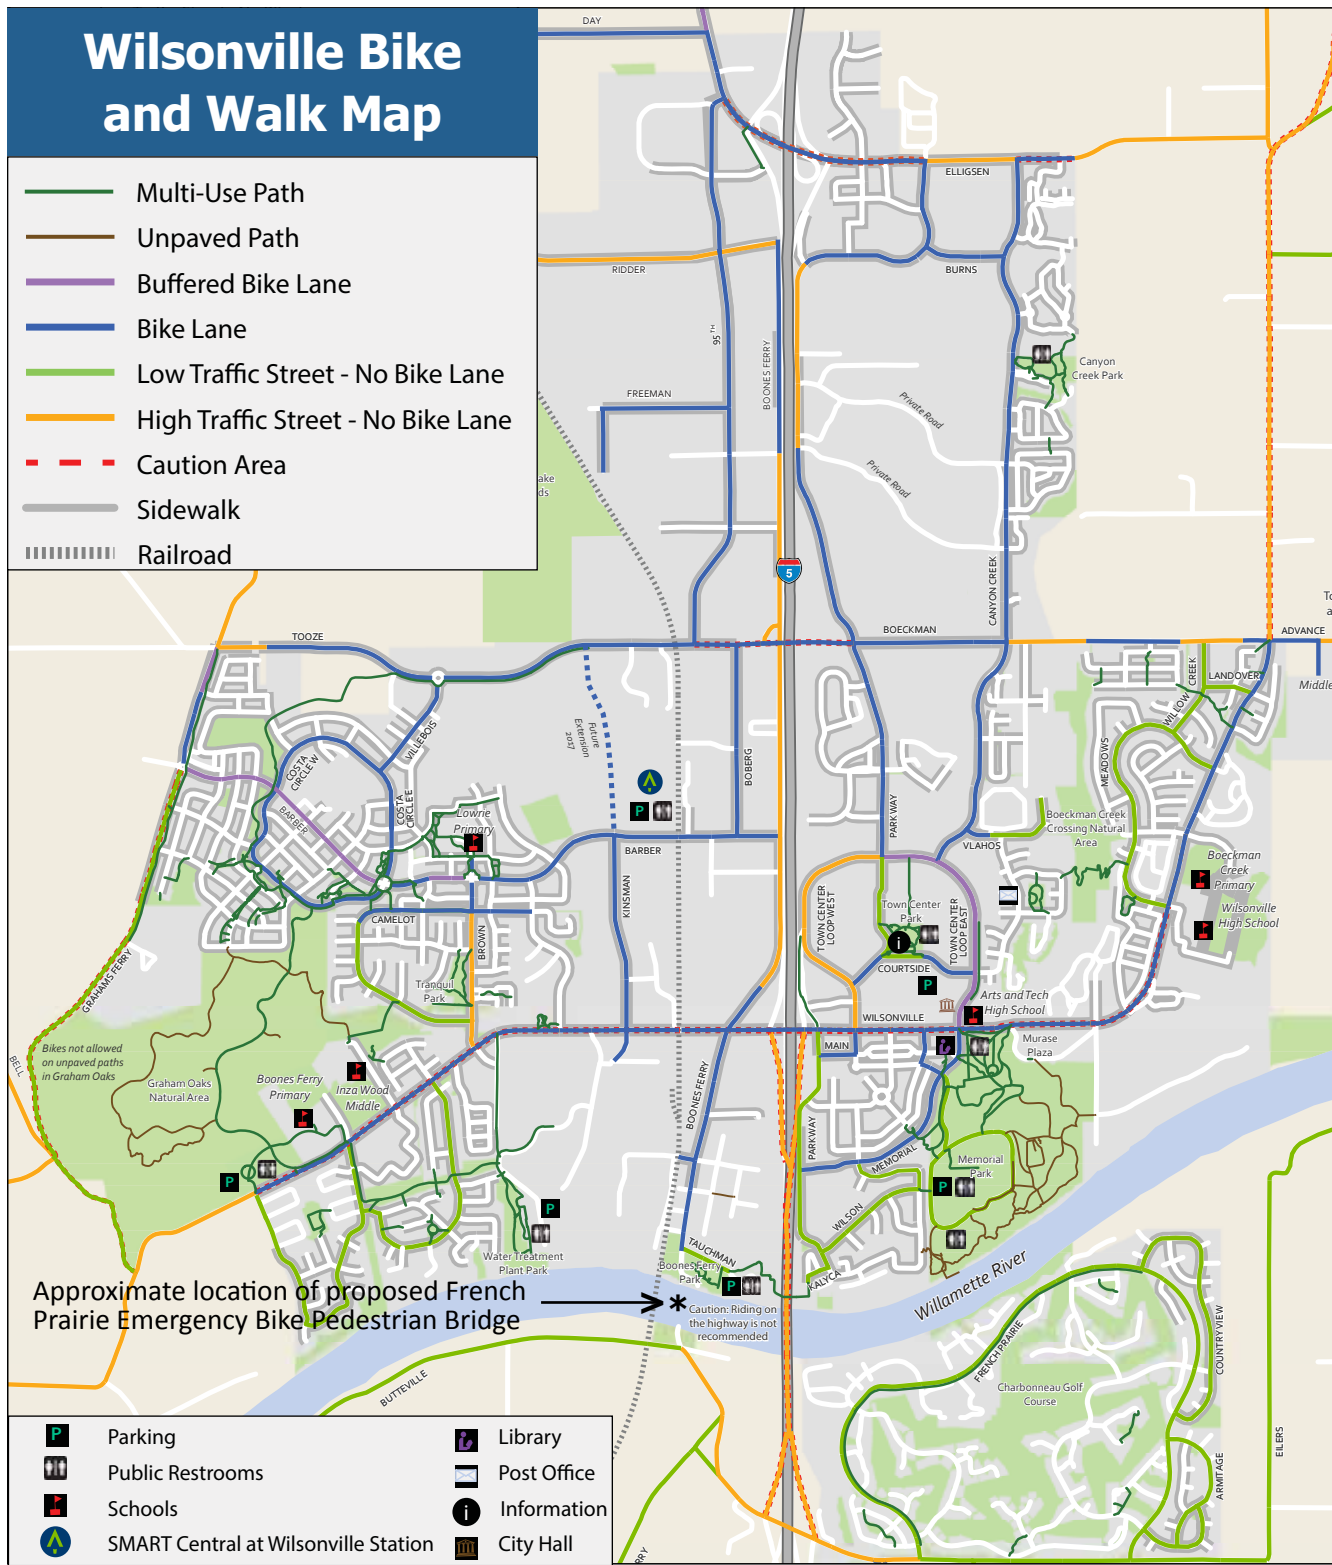 Wilsonville Bike
and Walk Map
Multi-Use Path
Unpaved Path
Buffered Bike Lane
Bike Lane
Low Traffic Street - No Bike Lane
High Traffic Street - No Bike Lane
Caution Area
Sidewalk
Railroad
DAY
ELLIGSEN
RIDDER
BURNS
95TH
BOONES FERRY
Canyon
Creek Park
FREEMAN
Private Road
Private Road
5
CANYON CREEK
TOOZE
BOECKMAN
ADVANCE
CREEK
LANDOVER
Middle
WILLOW
VILLEBOIS
Future
Extension
2017
COSTA
CIRCLE W
BOBERG
MEADOWS
COSTA
CIRCLE E
BARBER
Lowrie
Primary
P
PARKWAY
Boeckman Creek
Crossing Natural
Area
BARBER
VLAHOS
Boeckman
Creek
Primary
KINSMAN
TOWN CENTER
LOOP WEST
Town Center
Park
TOWN CENTER
LOOP EAST
Wilsonville
High School
CAMELOT
BROWN
i
COURTSIDE
GRAHAMS FERRY
Tranquil
Park
P
Arts and Tech
High School
WILSONVILLE
MAIN
Murase
Plaza
BELL
Bikes not allowed
on unpaved paths
in Graham Oaks
Graham Oaks
Natural Area
Boones Ferry
Primary
Inza Wood
Middle
BOONES FERRY
PARKWAY
MEMORIAL
Memorial
Park
P
P
P
WILSON
TAUCHMAN
Water Treatment
Plant Park
Boones Ferry
Park
P
KALYCA
Willamette River
Approximate location of proposed French
Prairie Emergency Bike Pedestrian Bridge
*
Caution: Riding on
the highway is not
recommended
FRENCH PRAIRIE
COUNTRY VIEW
BUTTEVILLE
Charbonneau Golf
Course
EILERS
ARMITAGE
P Parking
Public Restrooms
Schools
SMART Central at Wilsonville Station
Library
Post Office
i Information
City Hall